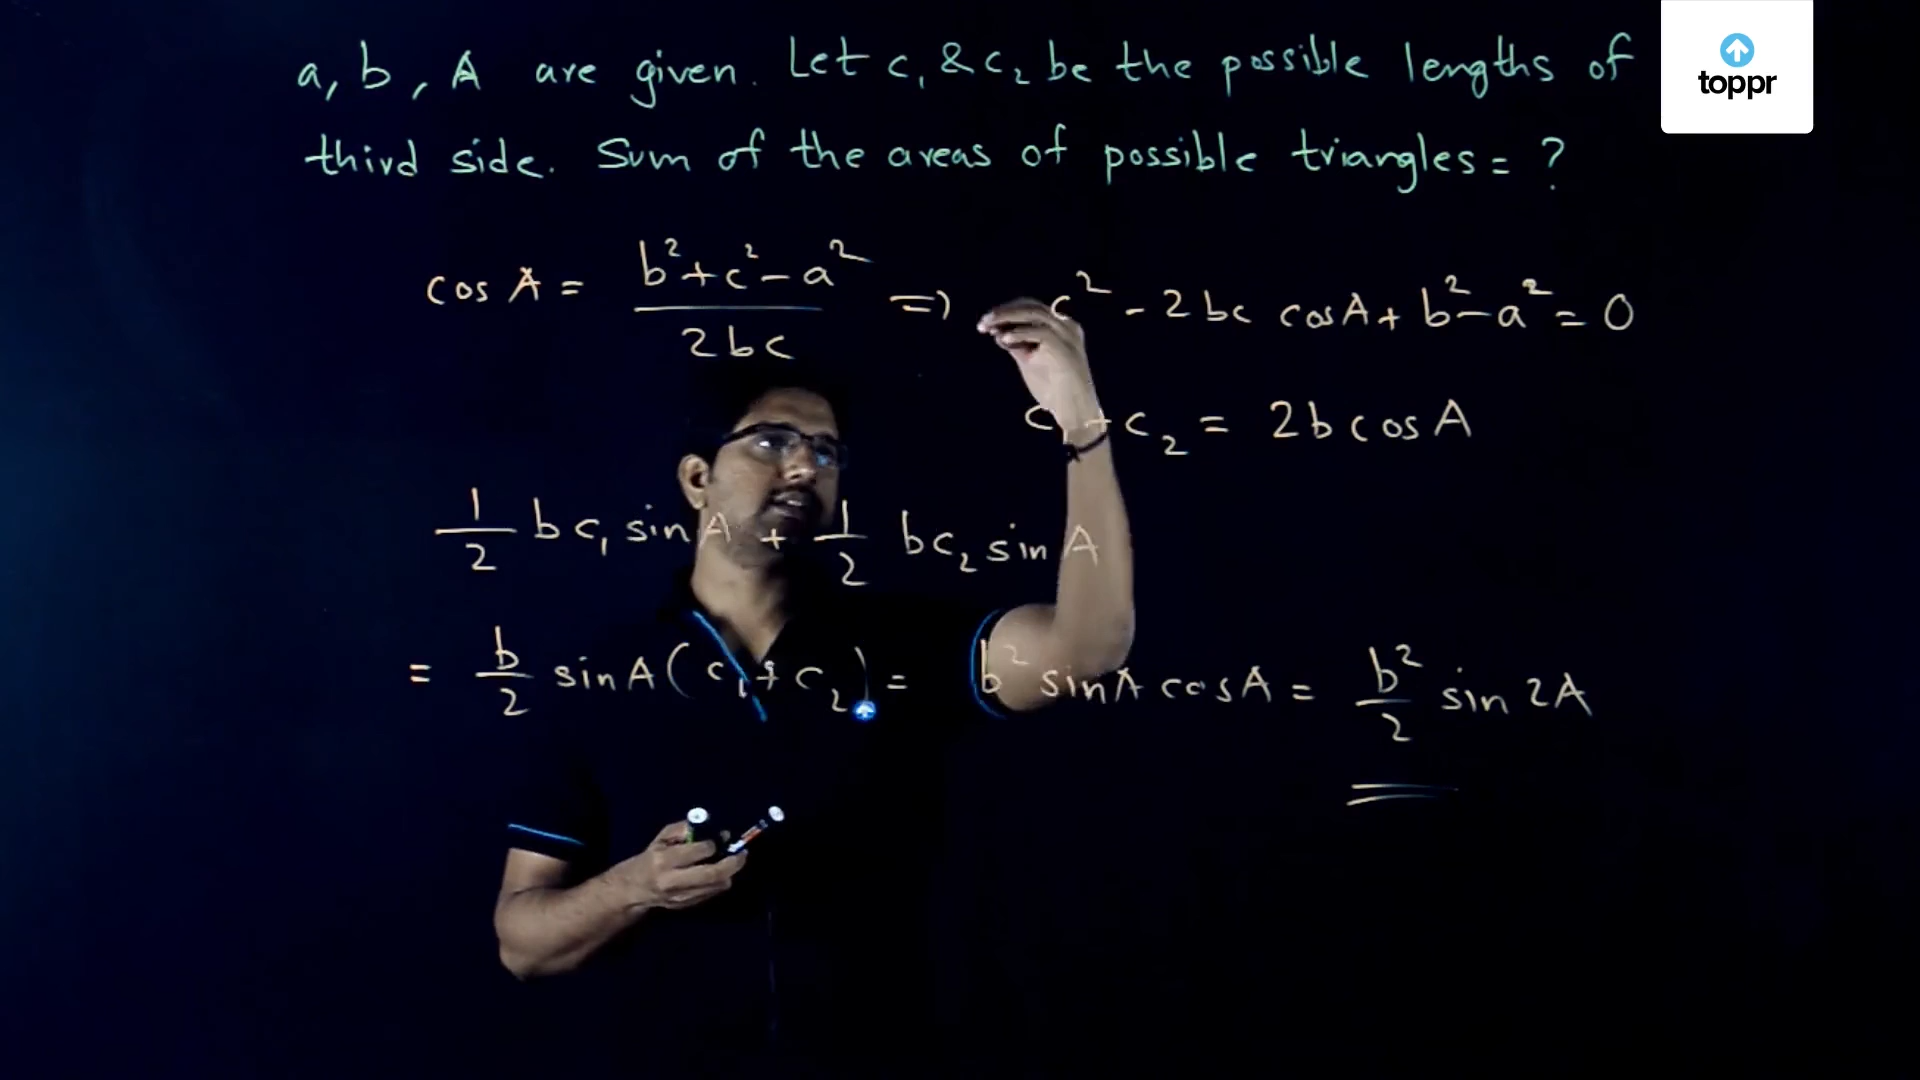 a, b, A are given. Let c₁ & c₂ be the possible lengths of
toppr
third side. Sum of the areas of possible triangles = ?
cos A = (b² + c² - a²) / 2bc ⇒ c² - 2bc cosA + b² - a² = 0
c₁ + c₂ = 2b cos A
1/2 bc₁ sin A + 1/2 bc₂ sin A
= b/2 sin A (c₁ + c₂) = b² sin A cos A = b²/2 sin 2A